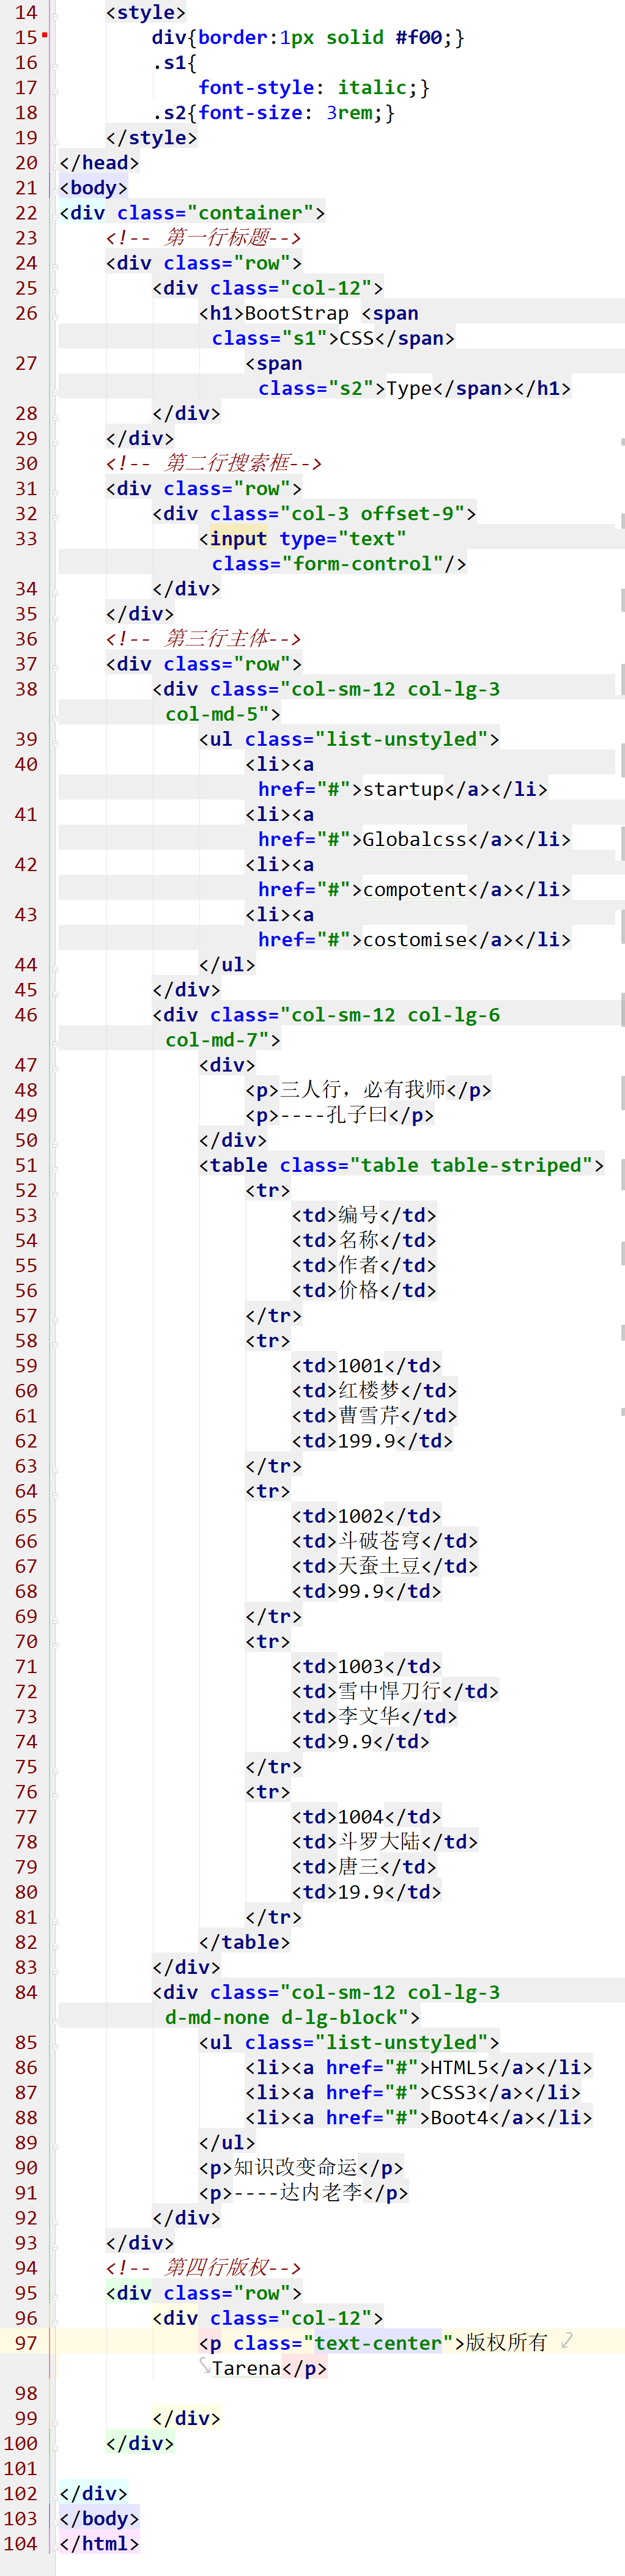 14 <style>
15 div{border:1px solid #f00;}
16 .s1{
17 font-style: italic;}
18 .s2{font-size: 3rem;}
19 </style>
20 </head>
21 <body>
22 <div class="container">
23 <!-- 第一行标题-->
24 <div class="row">
25 <div class="col-12">
26 <h1>BootStrap <span
class="s1">CSS</span>
27 <span
class="s2">Type</span></h1>
28 </div>
29 </div>
30 <!-- 第二行搜索框-->
31 <div class="row">
32 <div class="col-3 offset-9">
33 <input type="text"
class="form-control"/>
34 </div>
35 </div>
36 <!-- 第三行主体-->
37 <div class="row">
38 <div class="col-sm-12 col-lg-3
col-md-5">
39 <ul class="list-unstyled">
40 <li><a
href="#">startup</a></li>
41 <li><a
href="#">Globalcss</a></li>
42 <li><a
href="#">compotent</a></li>
43 <li><a
href="#">costomise</a></li>
44 </ul>
45 </div>
46 <div class="col-sm-12 col-lg-6
col-md-7">
47 <div>
48 <p>三人行，必有我师</p>
49 <p>----孔子曰</p>
50 </div>
51 <table class="table table-striped">
52 <tr>
53 <td>编号</td>
54 <td>名称</td>
55 <td>作者</td>
56 <td>价格</td>
57 </tr>
58 <tr>
59 <td>1001</td>
60 <td>红楼梦</td>
61 <td>曹雪芹</td>
62 <td>199.9</td>
63 </tr>
64 <tr>
65 <td>1002</td>
66 <td>斗破苍穹</td>
67 <td>天蚕土豆</td>
68 <td>99.9</td>
69 </tr>
70 <tr>
71 <td>1003</td>
72 <td>雪中悍刀行</td>
73 <td>李文华</td>
74 <td>9.9</td>
75 </tr>
76 <tr>
77 <td>1004</td>
78 <td>斗罗大陆</td>
79 <td>唐三</td>
80 <td>19.9</td>
81 </tr>
82 </table>
83 </div>
84 <div class="col-sm-12 col-lg-3
d-md-none d-lg-block">
85 <ul class="list-unstyled">
86 <li><a href="#">HTML5</a></li>
87 <li><a href="#">CSS3</a></li>
88 <li><a href="#">Boot4</a></li>
89 </ul>
90 <p>知识改变命运</p>
91 <p>----达内老李</p>
92 </div>
93 </div>
94 <!-- 第四行版权-->
95 <div class="row">
96 <div class="col-12">
97 <p class="text-center">版权所有
Tarena</p>
98
99 </div>
100 </div>
101
102 </div>
103 </body>
104 </html>